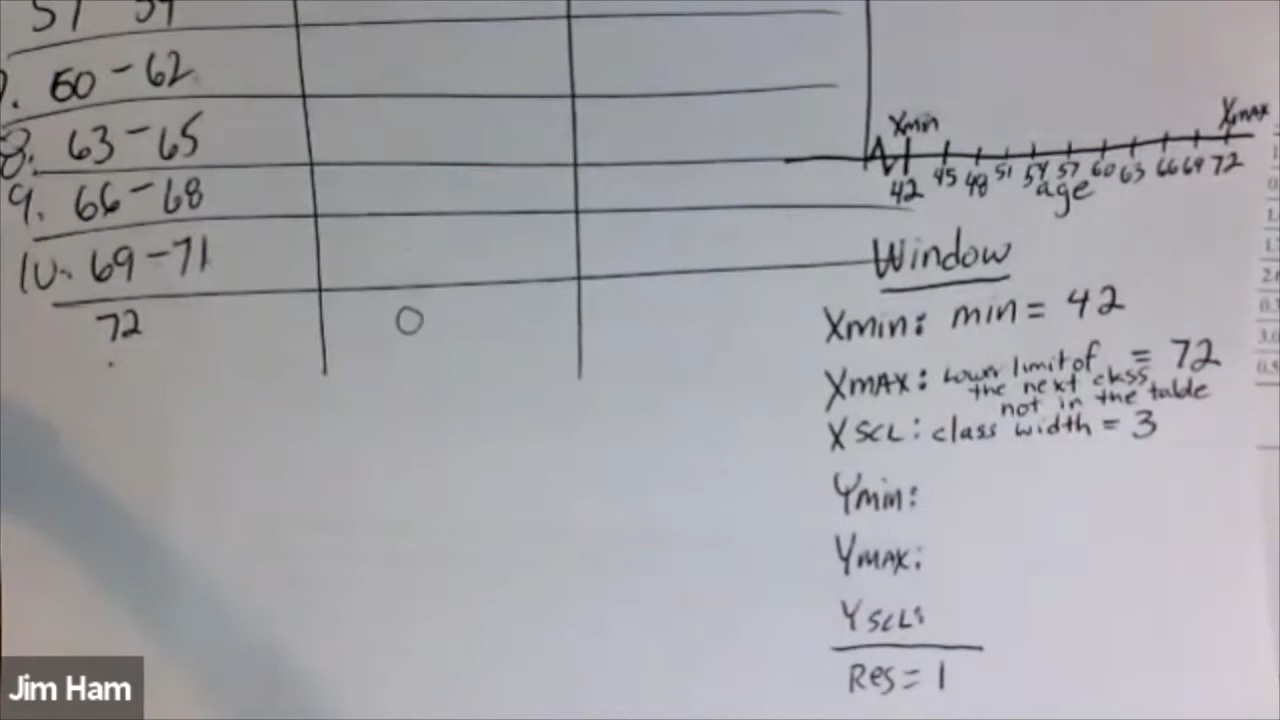 57 59
60 - 62
8. 63 - 65
9. 66 - 68
10. 69 - 71
72
0
Xmin Xmax
42 45 48 51 54 57 60 63 66 69 72
age
Window
Xmin: min = 42
Xmax: Lower limit of = 72
the next class
not in the table
XSCL: class width = 3
Ymin:
Ymax:
YSCL:
Res = 1
Jim Ham